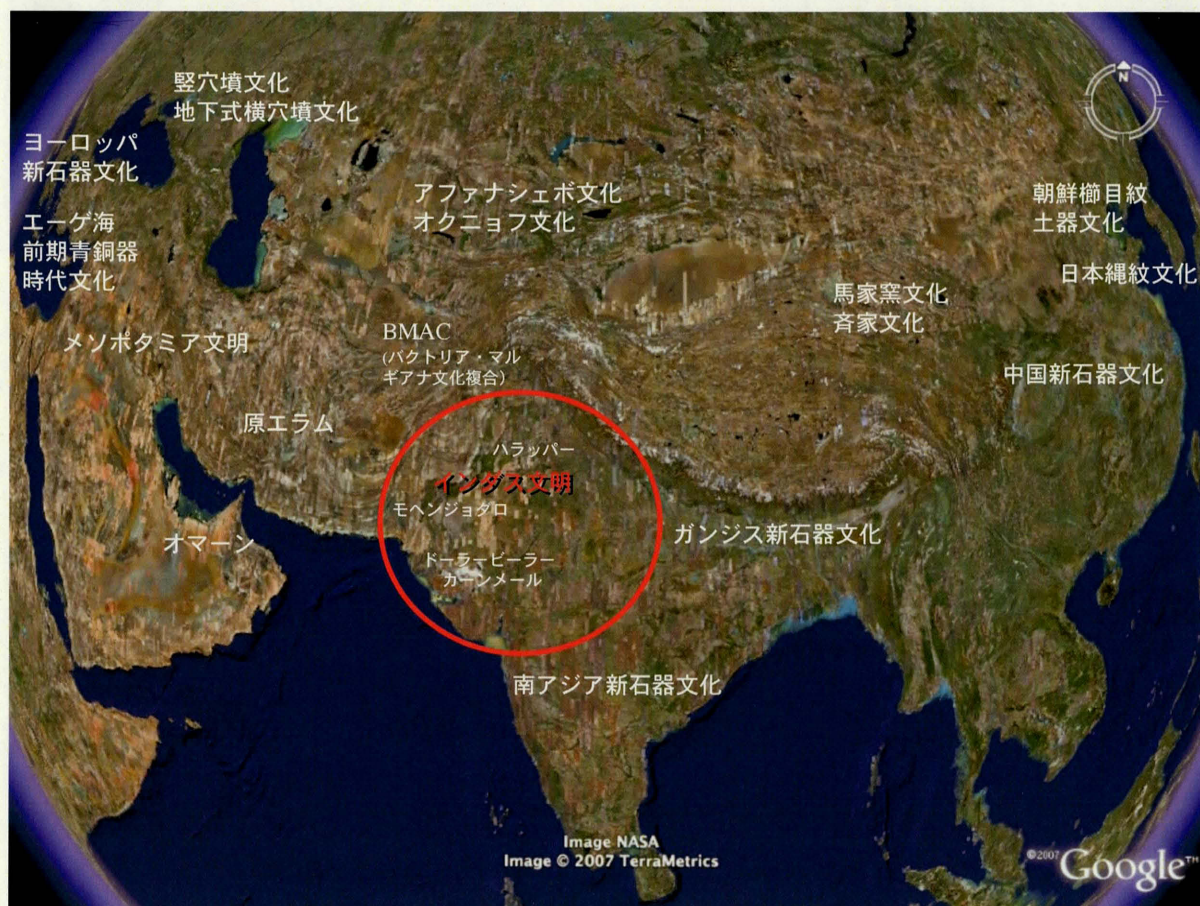 竪穴墳文化
地下式横穴墳文化
ヨーロッパ
新石器文化
アファナシェボ文化
オクニョフ文化
朝鮮櫛目紋
土器文化
エーゲ海
前期青銅器
時代文化
日本縄紋文化
馬家窯文化
斉家文化
メソポタミア文明
BMAC
(バクトリア・マル
ギアナ文化複合)
中国新石器文化
原エラム
ハラッパー
インダス文明
モヘンジョダロ
ガンジス新石器文化
オマーン
ドーラービーラー
カーンメール
南アジア新石器文化
N
Image NASA
Image © 2007 TerraMetrics
©2007 Google™